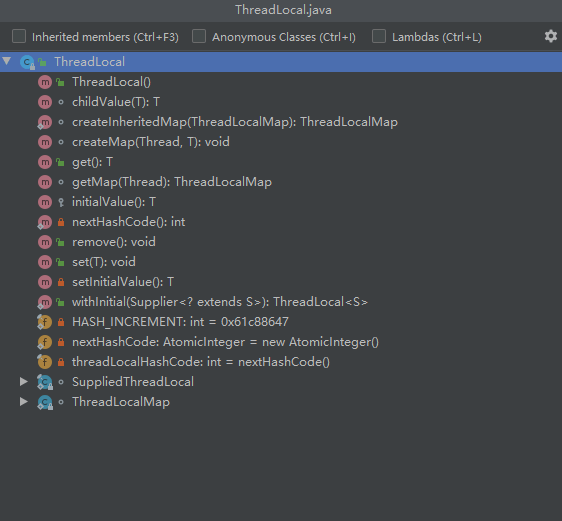 ThreadLocal.java
Inherited members (Ctrl+F3) Anonymous Classes (Ctrl+I) Lambdas (Ctrl+L)
ThreadLocal
ThreadLocal()
childValue(T): T
createInheritedMap(ThreadLocalMap): ThreadLocalMap
createMap(Thread, T): void
get(): T
getMap(Thread): ThreadLocalMap
initialValue(): T
nextHashCode(): int
remove(): void
set(T): void
setInitialValue(): T
withInitial(Supplier<? extends S>): ThreadLocal<S>
HASH_INCREMENT: int = 0x61c88647
nextHashCode: AtomicInteger = new AtomicInteger()
threadLocalHashCode: int = nextHashCode()
SuppliedThreadLocal
ThreadLocalMap